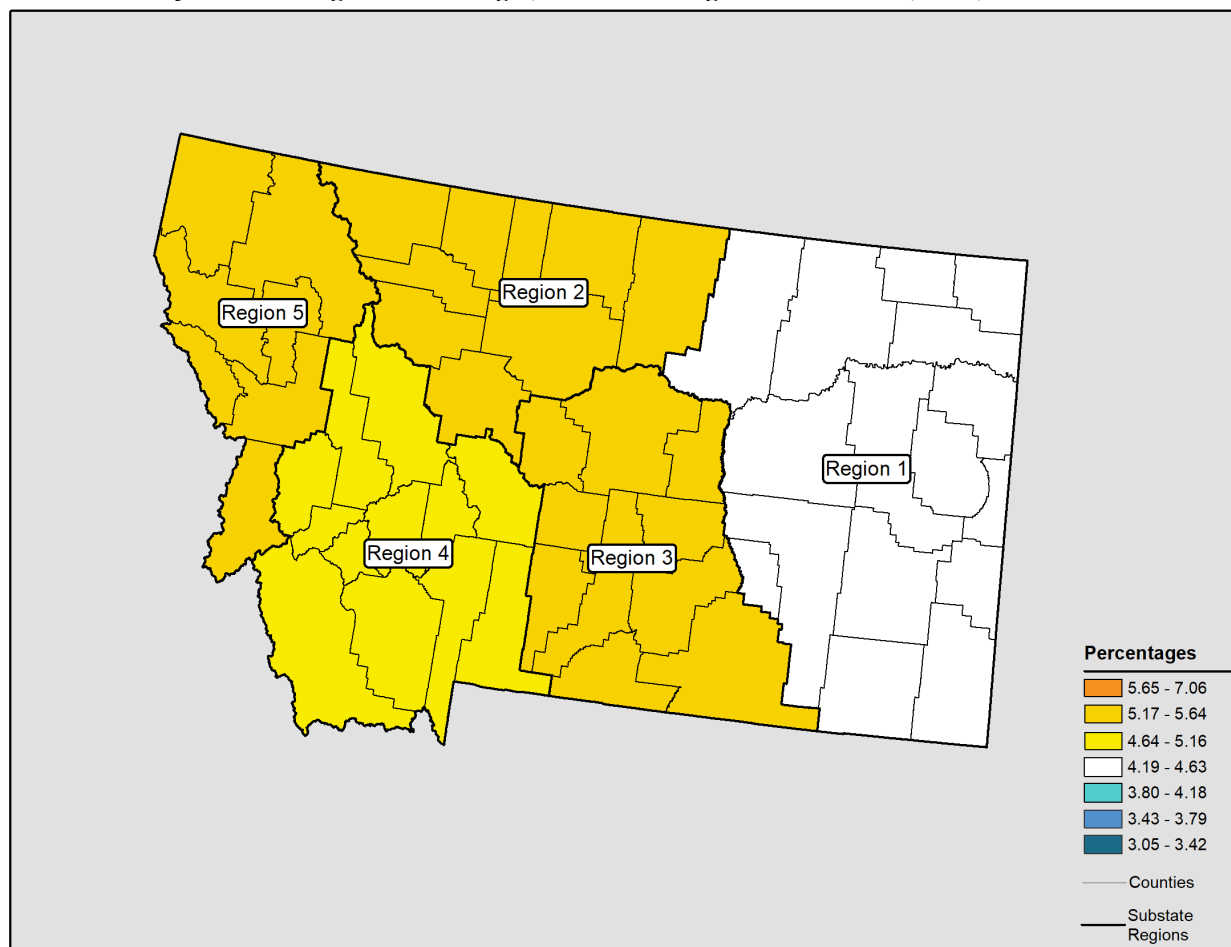 Region 2
Region 5
Region 1
Region 4
Region 3
Percentages
5.65 - 7.06
5.17 - 5.64
4.64 - 5.16
4.19 - 4.63
3.80 - 4.18
3.43 - 3.79
3.05 - 3.42
Counties
Substate
Regions